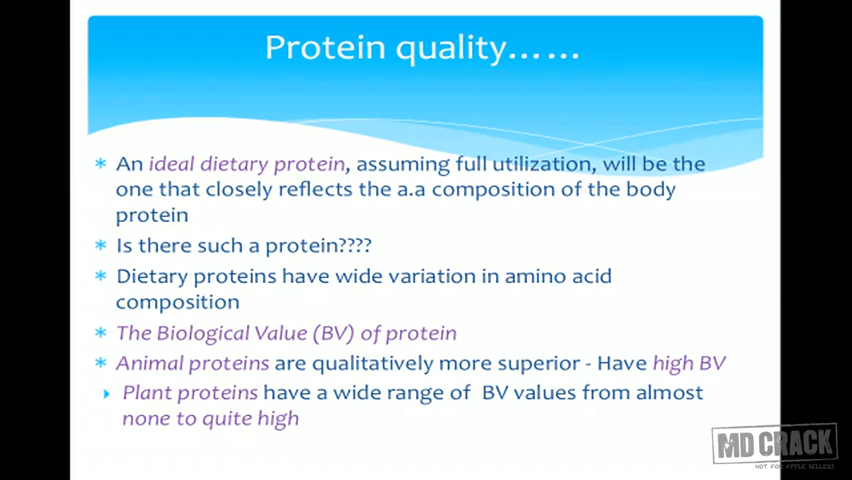 Protein quality……
An ideal dietary protein, assuming full utilization, will be the
one that closely reflects the a.a composition of the body
protein
Is there such a protein????
Dietary proteins have wide variation in amino acid
composition
The Biological Value (BV) of protein
Animal proteins are qualitatively more superior - Have high BV
Plant proteins have a wide range of BV values from almost
none to quite high
MD CRACK
NOT FOR APPLE SELLERS